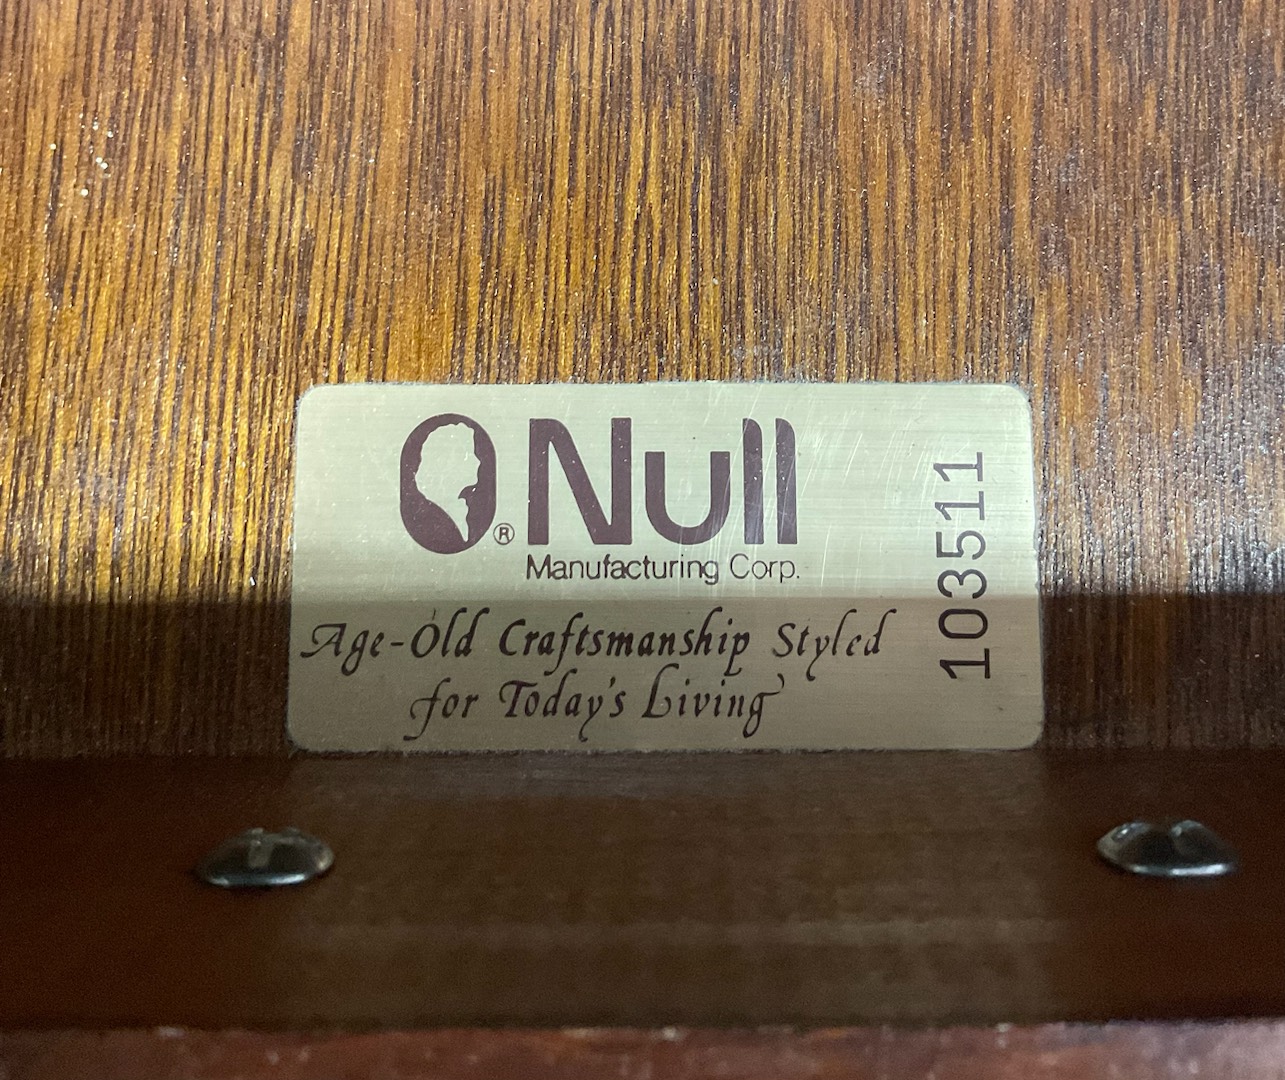 ® Null
Manufacturing Corp.
Age-Old Craftsmanship Styled
for Today's Living
103511